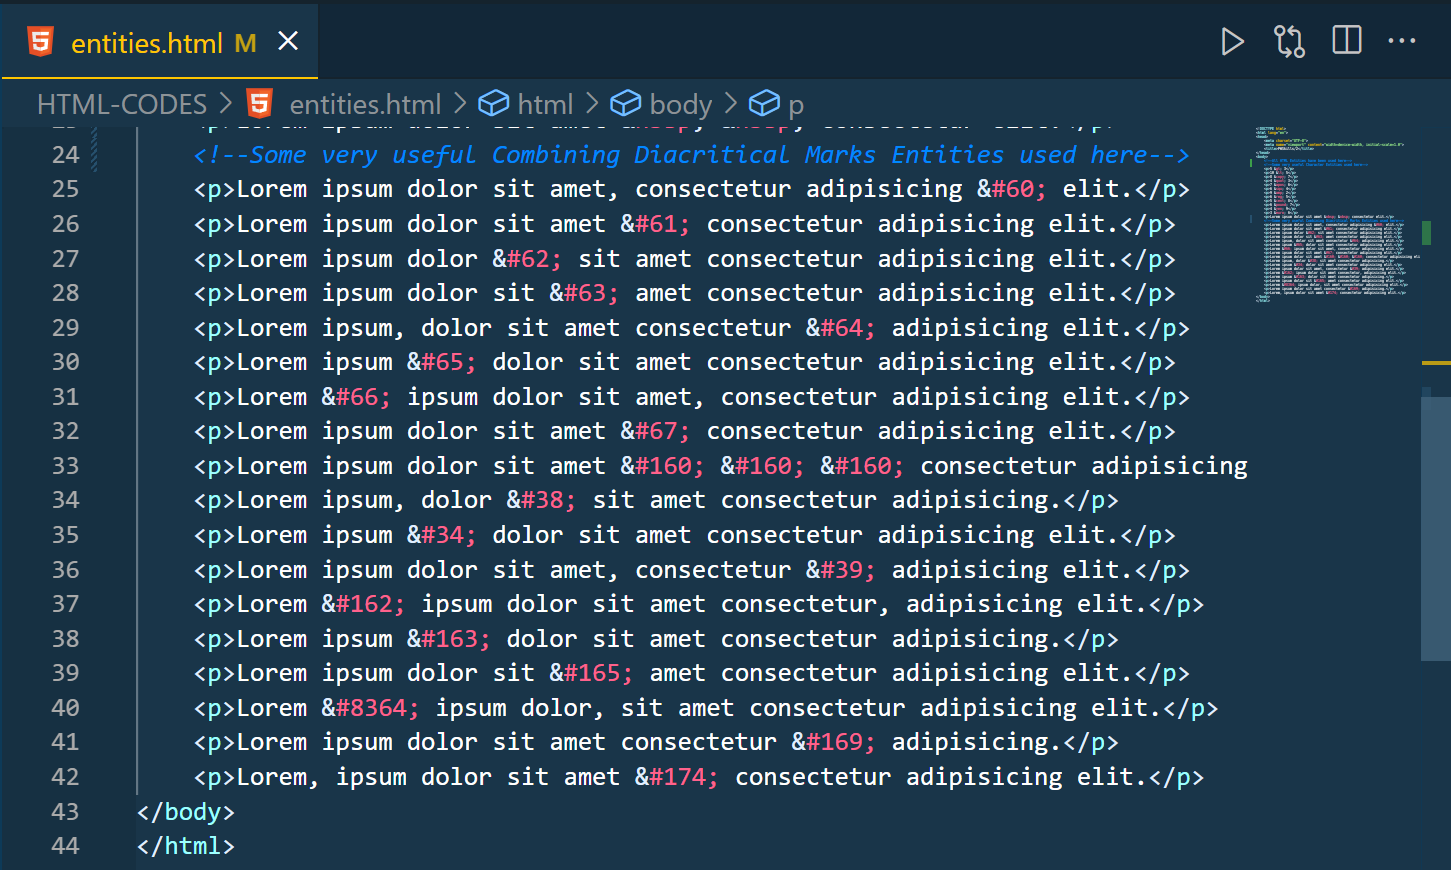 entities.html M
HTML-CODES > entities.html > html > body > p
24 <!--Some very useful Combining Diacritical Marks Entities used here-->
25 <p>Lorem ipsum dolor sit amet, consectetur adipisicing &#60; elit.</p>
26 <p>Lorem ipsum dolor sit amet &#61; consectetur adipisicing elit.</p>
27 <p>Lorem ipsum dolor &#62; sit amet consectetur adipisicing elit.</p>
28 <p>Lorem ipsum dolor sit &#63; amet consectetur adipisicing elit.</p>
29 <p>Lorem ipsum, dolor sit amet consectetur &#64; adipisicing elit.</p>
30 <p>Lorem ipsum &#65; dolor sit amet consectetur adipisicing elit.</p>
31 <p>Lorem &#66; ipsum dolor sit amet, consectetur adipisicing elit.</p>
32 <p>Lorem ipsum dolor sit amet &#67; consectetur adipisicing elit.</p>
33 <p>Lorem ipsum dolor sit amet &#160; &#160; &#160; consectetur adipisicing
34 <p>Lorem ipsum, dolor &#38; sit amet consectetur adipisicing.</p>
35 <p>Lorem ipsum &#34; dolor sit amet consectetur adipisicing elit.</p>
36 <p>Lorem ipsum dolor sit amet, consectetur &#39; adipisicing elit.</p>
37 <p>Lorem &#162; ipsum dolor sit amet consectetur, adipisicing elit.</p>
38 <p>Lorem ipsum &#163; dolor sit amet consectetur adipisicing.</p>
39 <p>Lorem ipsum dolor sit &#165; amet consectetur adipisicing elit.</p>
40 <p>Lorem &#8364; ipsum dolor, sit amet consectetur adipisicing elit.</p>
41 <p>Lorem ipsum dolor sit amet consectetur &#169; adipisicing.</p>
42 <p>Lorem, ipsum dolor sit amet &#174; consectetur adipisicing elit.</p>
43 </body>
44 </html>